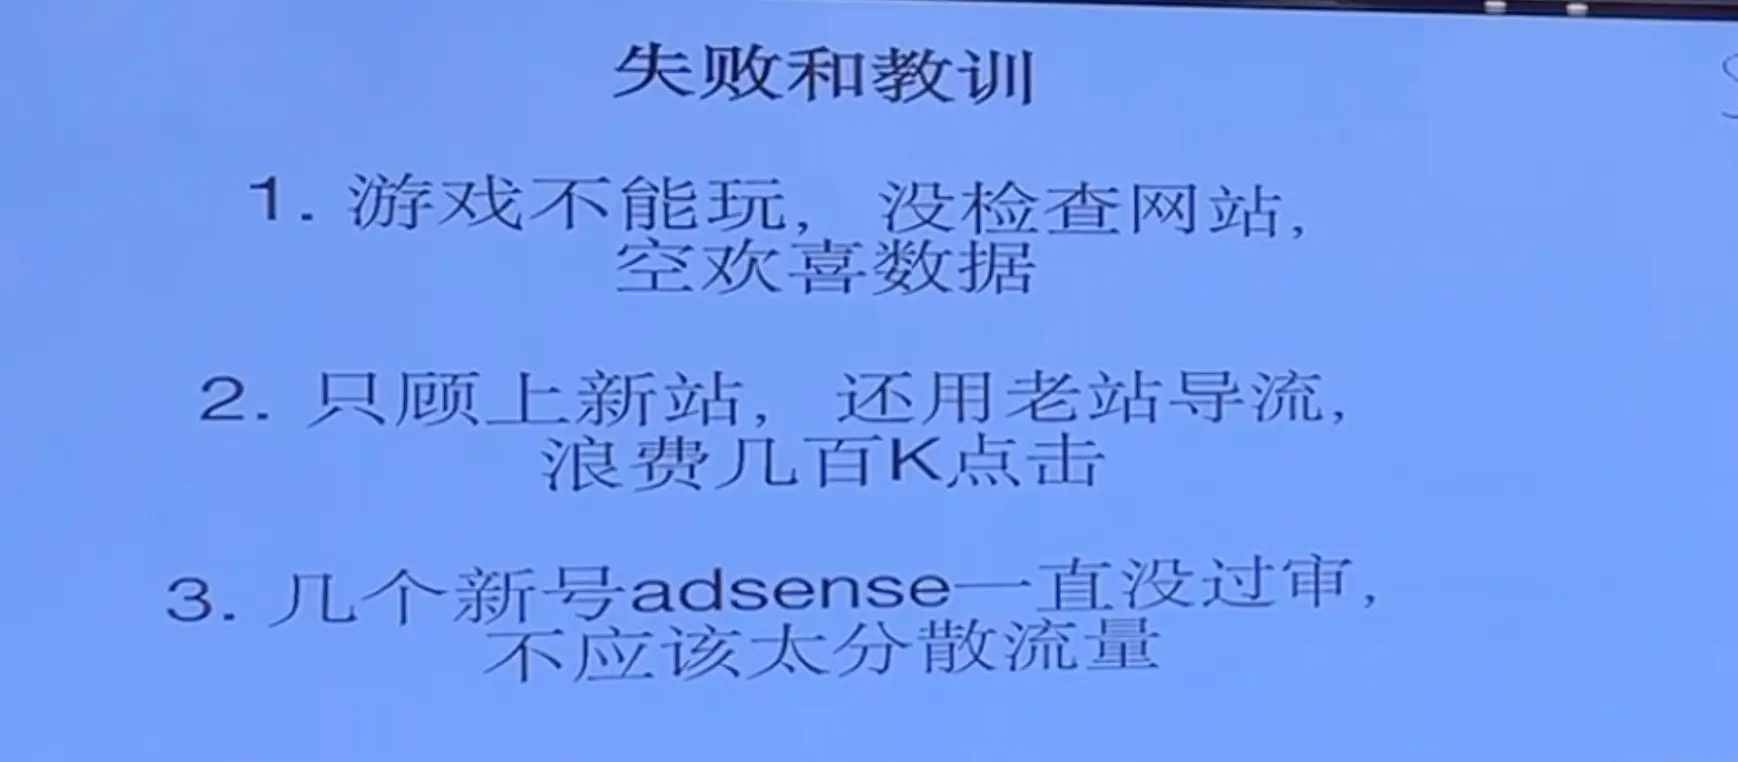 失败和教训
1. 游戏不能玩，没检查网站，
空欢喜数据
2. 只顾上新站，还用老站导流，
浪费几百K点击
3. 几个新号adsense一直没过审，
不应该太分散流量